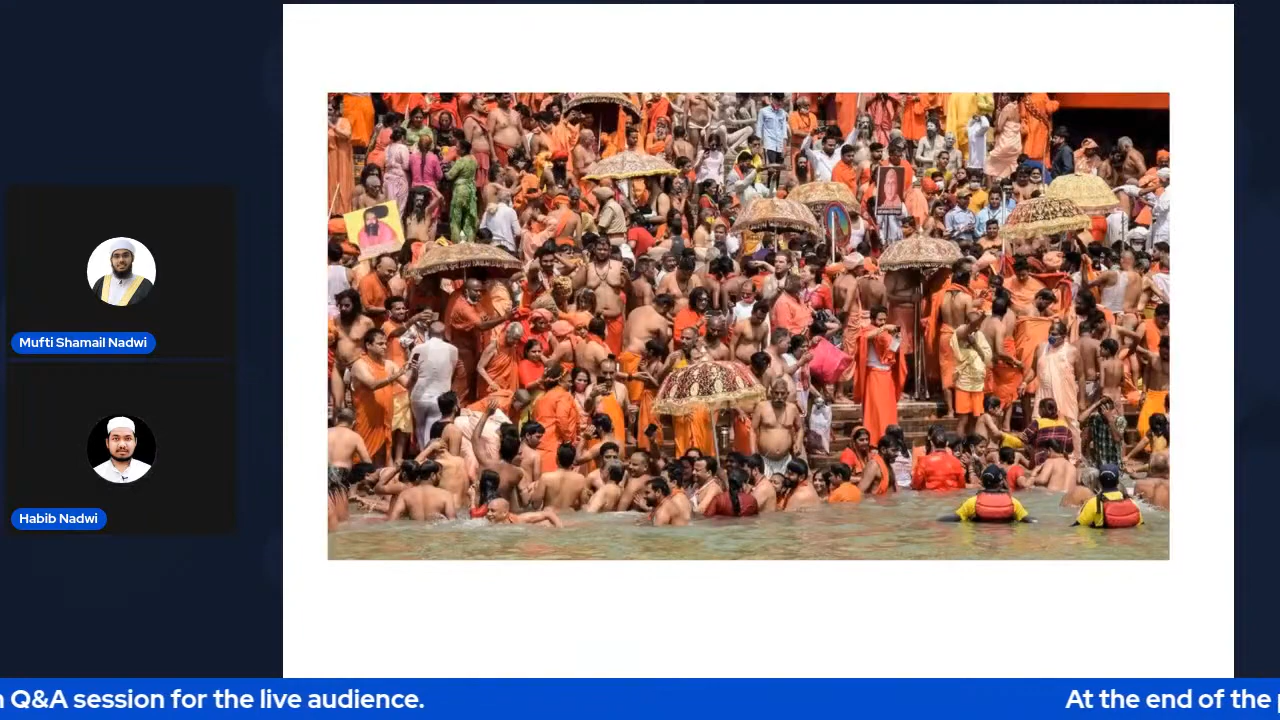 Mufti Shamail Nadwi
Habib Nadwi
Q&A session for the live audience.
At the end of the